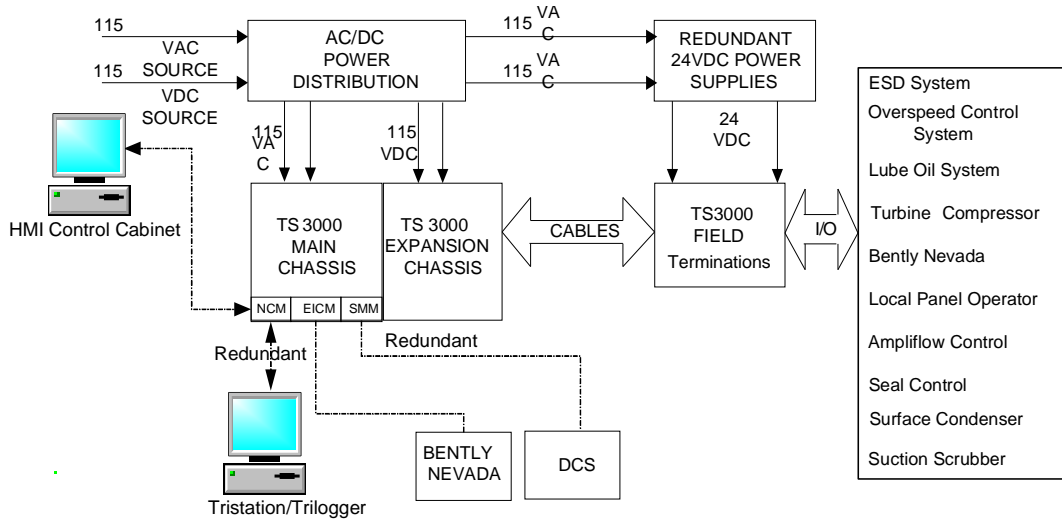 115
VAC
SOURCE
115
VDC
SOURCE
AC/DC
POWER
DISTRIBUTION
115 VA
C
115 VA
C
REDUNDANT
24VDC POWER
SUPPLIES
115
VA
C
115
VDC
24
VDC
HMI Control Cabinet
TS 3000
MAIN
CHASSIS
TS 3000
EXPANSION
CHASSIS
CABLES
TS3000
FIELD
Terminations
I/O
NCM
EICM
SMM
Redundant
Redundant
Tristation/Trilogger
BENTLY
NEVADA
DCS
ESD System
Overspeed Control
System
Lube Oil System
Turbine Compressor
Bently Nevada
Local Panel Operator
Ampliflow Control
Seal Control
Surface Condenser
Suction Scrubber